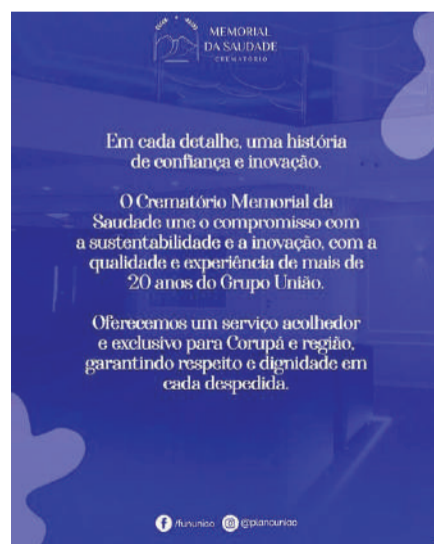 MEMORIAL
DA SAUDADE
CREMATÓRIO
Em cada detalhe, uma história
de confiança e inovação.
O Crematório Memorial da
Saudade une o compromisso com
a sustentabilidade e a inovação, com a
qualidade e experiência de mais de
20 anos do Grupo União.
Oferecemos um serviço acolhedor
e exclusivo para Corupá e região,
garantindo respeito e dignidade em
cada despedida.
/fununiao @planouniao